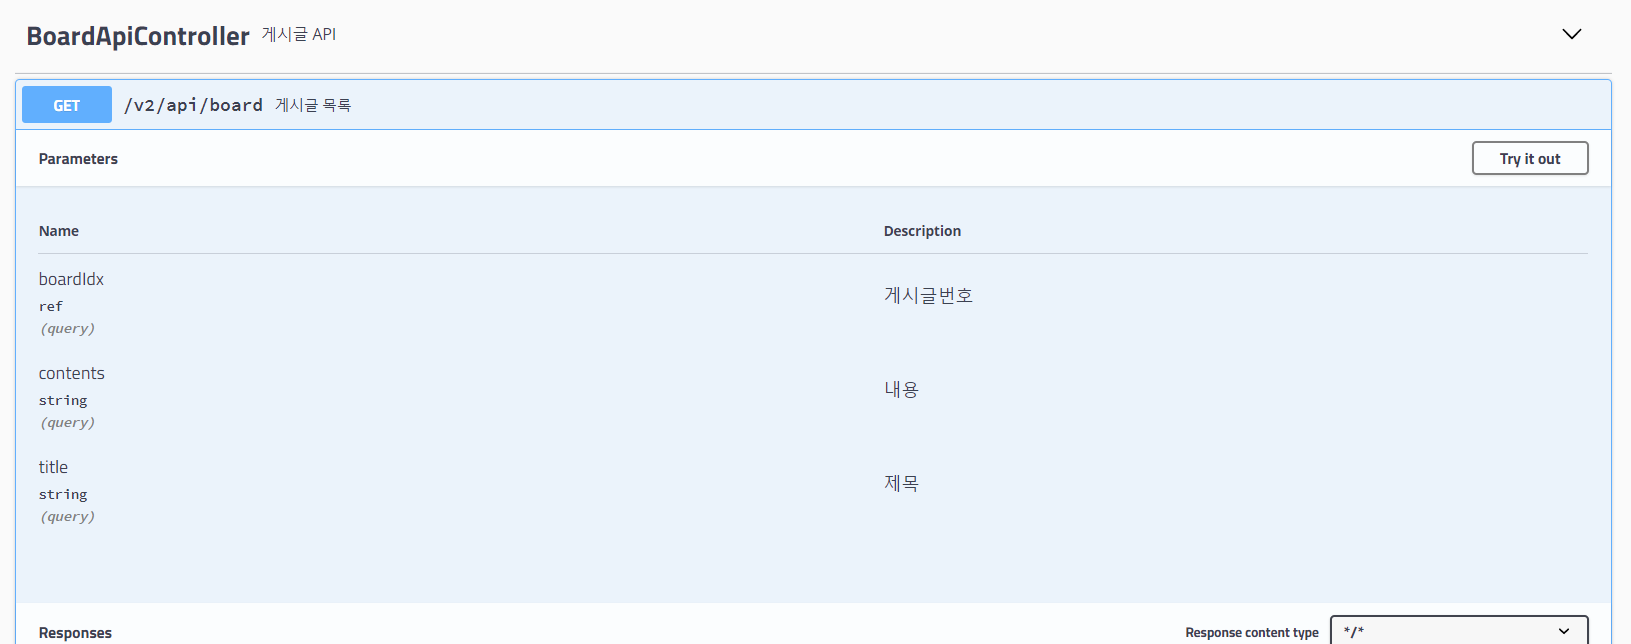 BoardApiController 게시글 API
GET /v2/api/board 게시글 목록
Parameters Try it out
Name Description
boardIdx
ref
(query)
게시글번호
contents
string
(query)
내용
title
string
(query)
제목
Responses Response content type */*